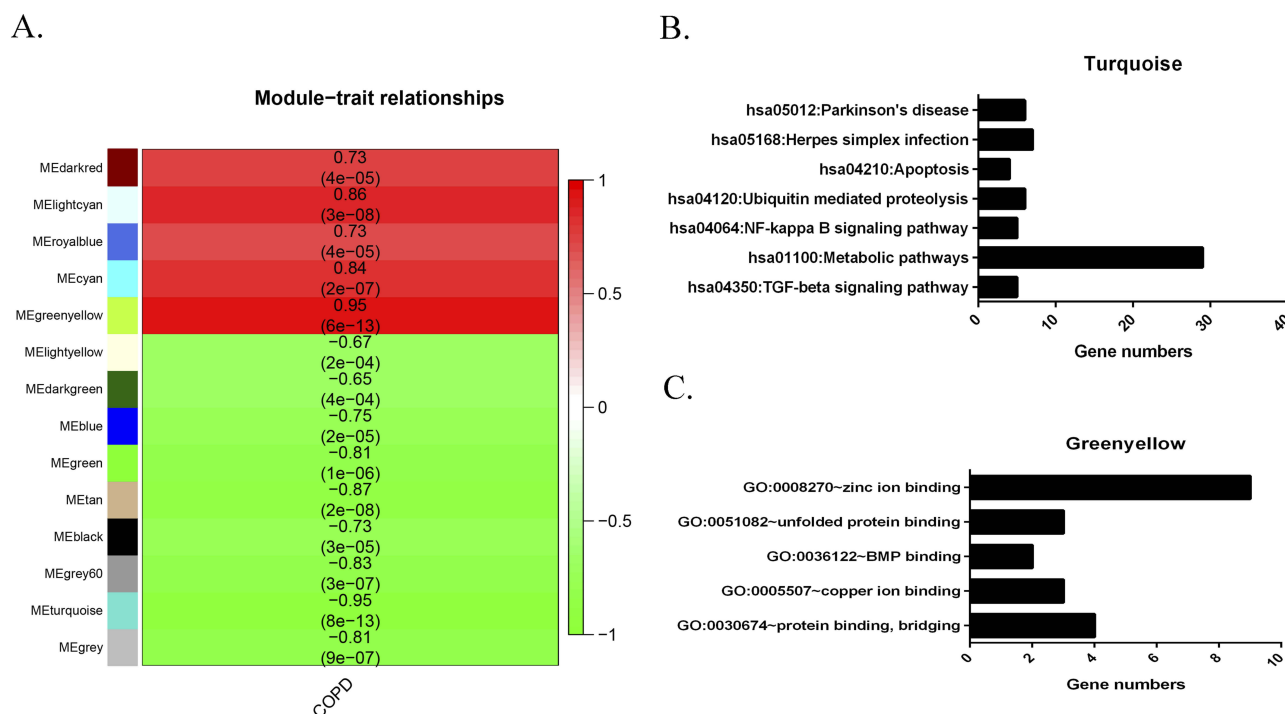 A.
Module−trait relationships
MEdarkred
0.73
(4e−05)
MElightcyan
0.86
(3e−08)
MEroyalblue
0.73
(4e−05)
MEcyan
0.84
(2e−07)
MEgreenyellow
0.95
(6e−13)
MElightyellow
−0.67
(2e−04)
MEdarkgreen
−0.65
(4e−04)
MEblue
−0.75
(2e−05)
MEgreen
−0.81
(1e−06)
MEtan
−0.87
(2e−08)
MEblack
−0.73
(3e−05)
MEgrey60
−0.83
(3e−07)
MEturquoise
−0.95
(8e−13)
MEgrey
−0.81
(9e−07)
COPD
1
0.5
0
−0.5
−1
B.
Turquoise
hsa05012:Parkinson's disease
hsa05168:Herpes simplex infection
hsa04210:Apoptosis
hsa04120:Ubiquitin mediated proteolysis
hsa04064:NF-kappa B signaling pathway
hsa01100:Metabolic pathways
hsa04350:TGF-beta signaling pathway
0 10 20 30 40
Gene numbers
C.
Greenyellow
GO:0008270~zinc ion binding
GO:0051082~unfolded protein binding
GO:0036122~BMP binding
GO:0005507~copper ion binding
GO:0030674~protein binding, bridging
0 2 4 6 8 10
Gene numbers